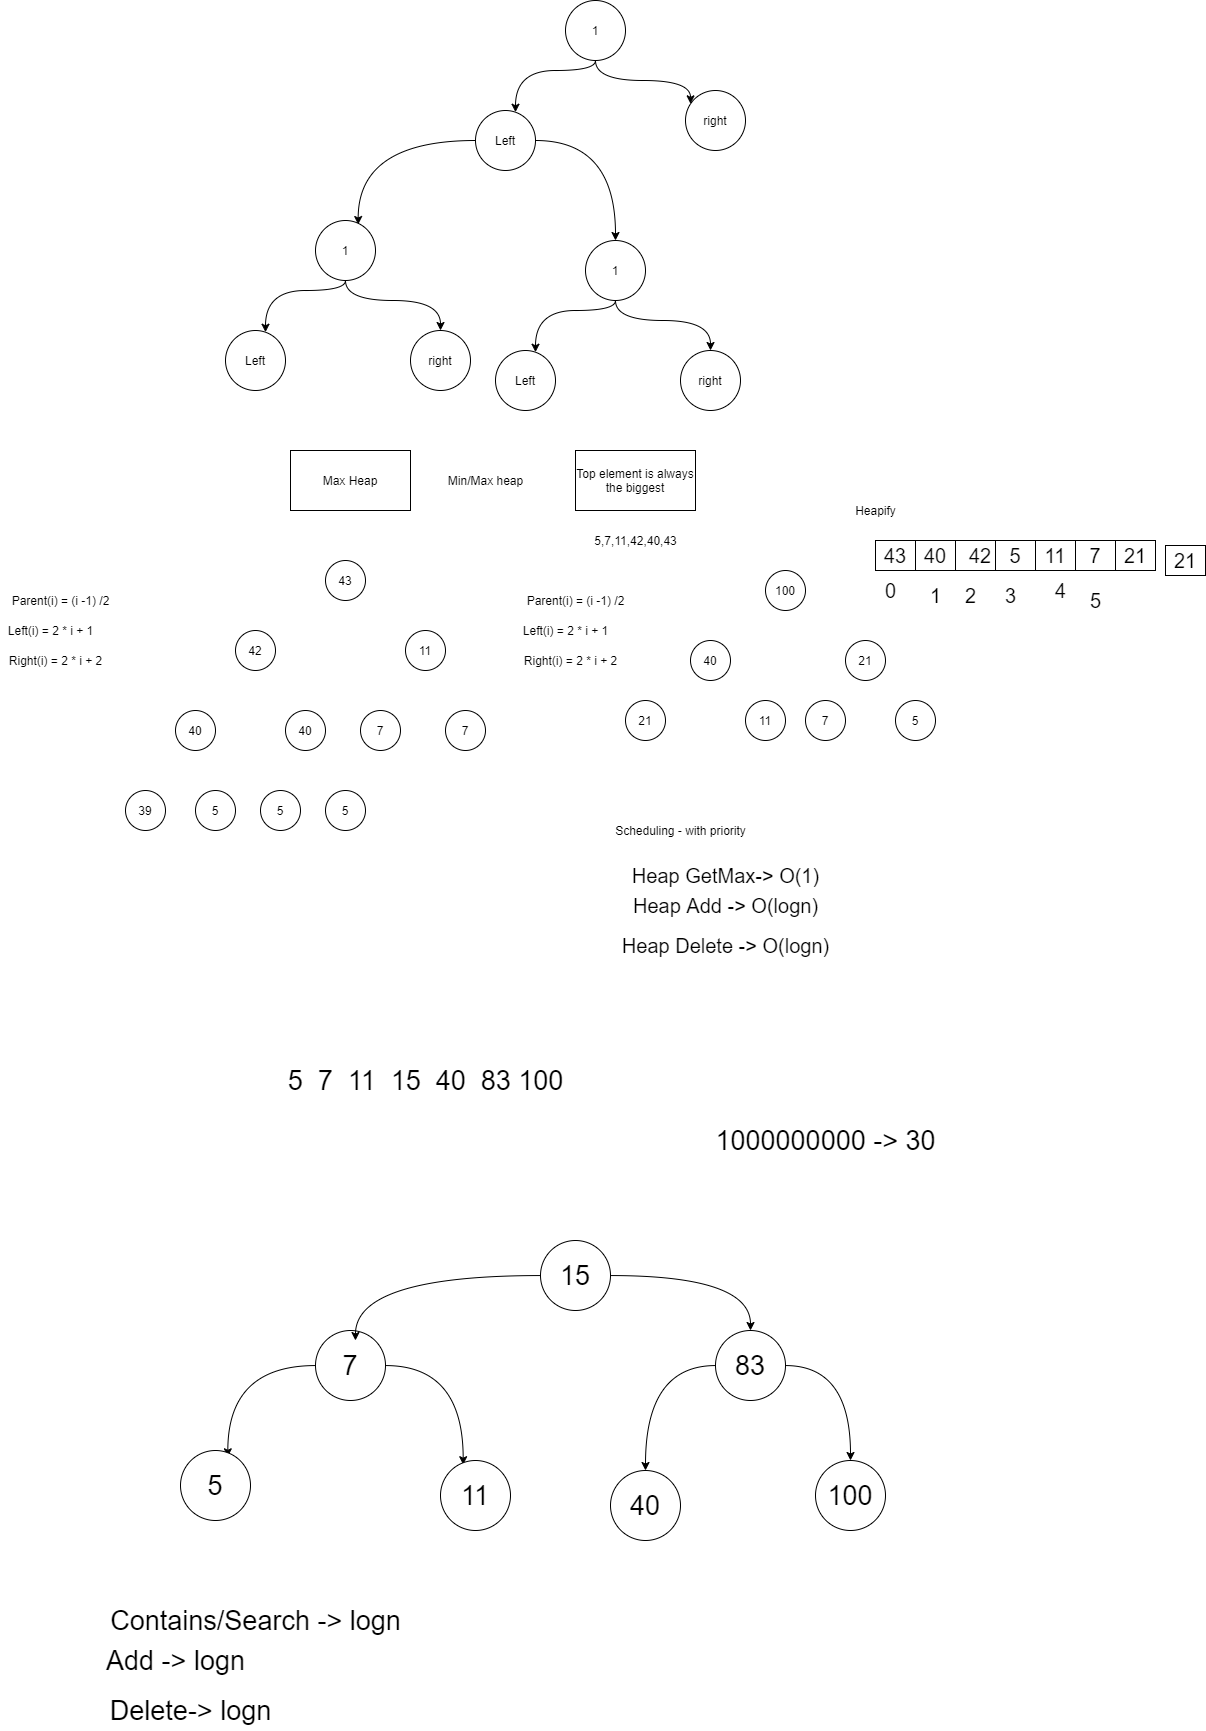 1
right
Left
1
1
Left
right
Left
right
Max Heap
Min/Max heap
Top element is always
the biggest
Heapify
5,7,11,42,40,43
43 40 42 5 11 7 21 21
0 1 2 3 4 5
43
42 11
40 40 7 7
39 5 5 5
Parent(i) = (i -1) /2
Left(i) = 2 * i + 1
Right(i) = 2 * i + 2
Parent(i) = (i -1) /2
Left(i) = 2 * i + 1
Right(i) = 2 * i + 2
100
40 21
21 11 7 5
Scheduling - with priority
Heap GetMax-> O(1)
Heap Add -> O(logn)
Heap Delete -> O(logn)
5 7 11 15 40 83 100
1000000000 -> 30
15
7 83
5 11 40 100
Contains/Search -> logn
Add -> logn
Delete-> logn